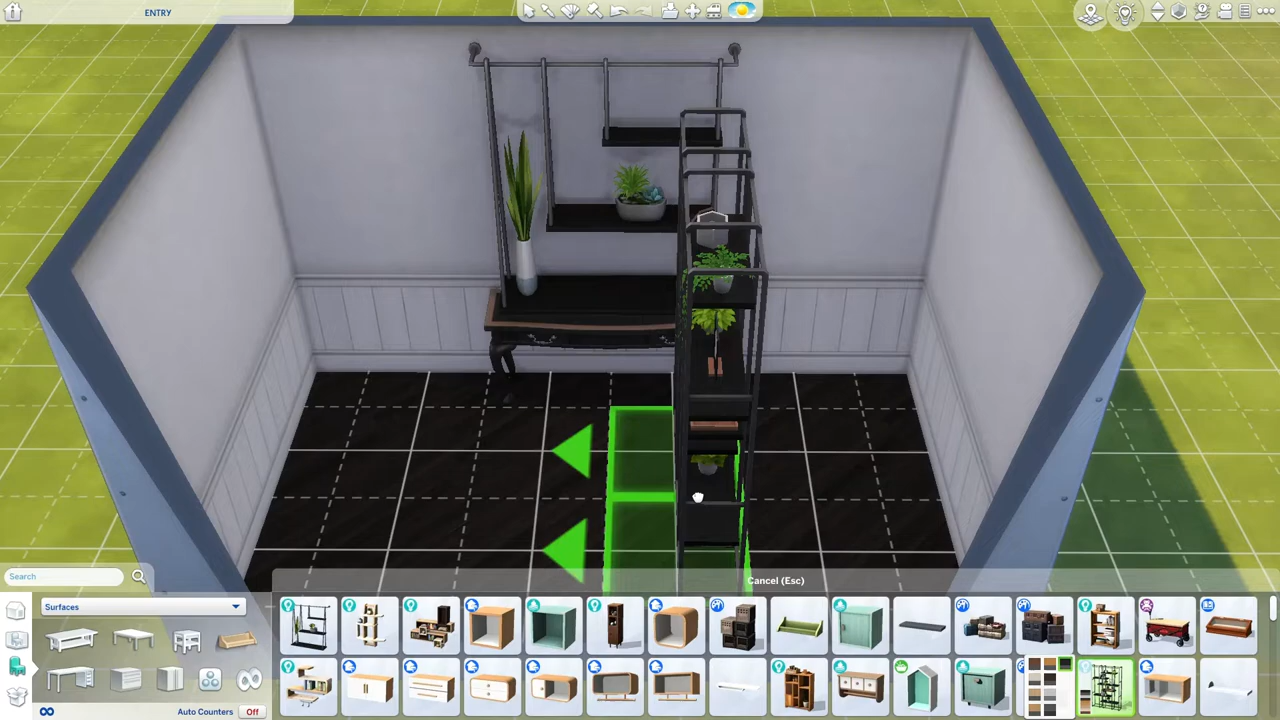 ENTRY
Cancel (Esc)
Search
Surfaces
Auto Counters Off